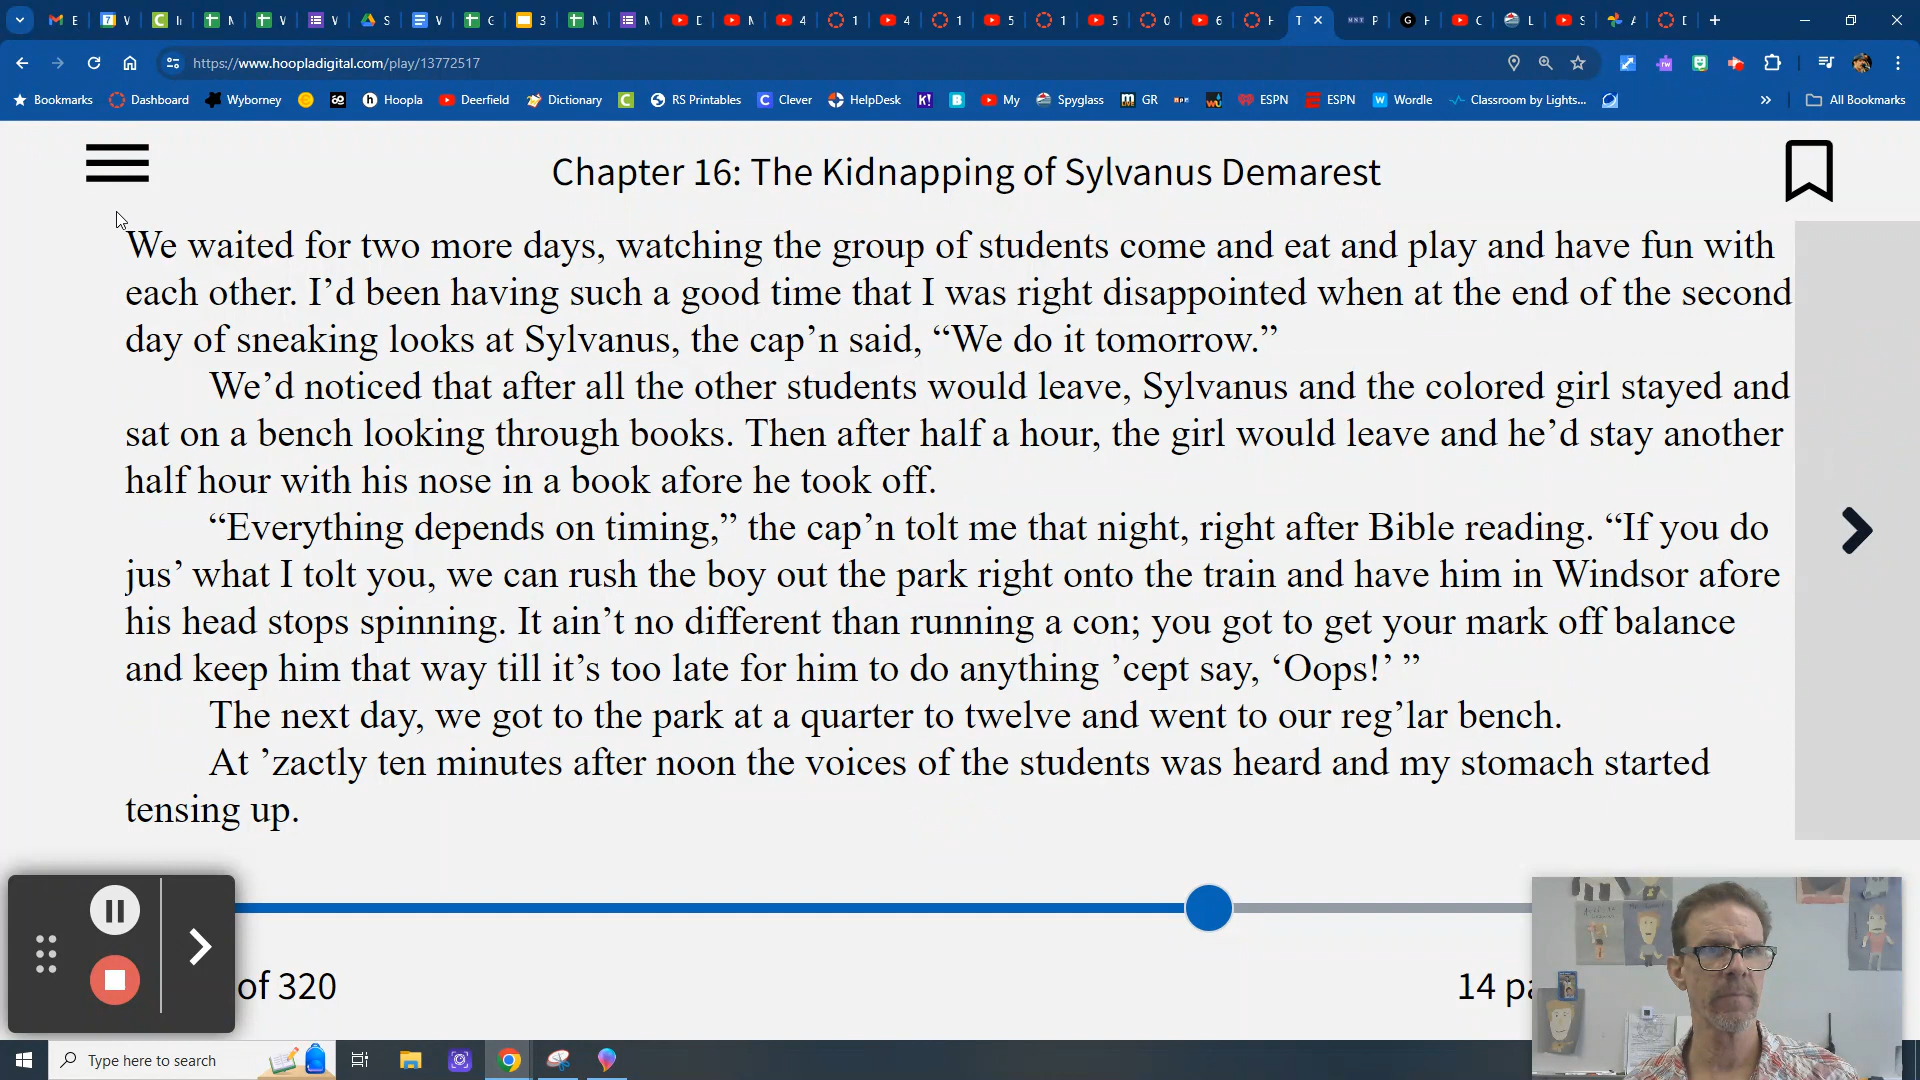 E
V
C
I
M
V
V
S
V
G
3
M
M
D
M
4
1
4
1
5
1
5
0
6
H
T
MNT
P
G
H
C
L
S
A
D
https://www.hoopladigital.com/play/13772517
Bookmarks
Dashboard
Wyborney
Hoopla
Deerfield
Dictionary
RS Printables
Clever
HelpDesk
K!
B
My
Spyglass
GR
ESPN
ESPN
Wordle
Classroom by Lights...
All Bookmarks
Chapter 16: The Kidnapping of Sylvanus Demarest
We waited for two more days, watching the group of students come and eat and play and have fun with
each other. I’d been having such a good time that I was right disappointed when at the end of the second
day of sneaking looks at Sylvanus, the cap’n said, “We do it tomorrow.”
We’d noticed that after all the other students would leave, Sylvanus and the colored girl stayed and
sat on a bench looking through books. Then after half a hour, the girl would leave and he’d stay another
half hour with his nose in a book afore he took off.
“Everything depends on timing,” the cap’n tolt me that night, right after Bible reading. “If you do
jus’ what I tolt you, we can rush the boy out the park right onto the train and have him in Windsor afore
his head stops spinning. It ain’t no different than running a con; you got to get your mark off balance
and keep him that way till it’s too late for him to do anything ’cept say, ‘Oops!’ ”
The next day, we got to the park at a quarter to twelve and went to our reg’lar bench.
At ’zactly ten minutes after noon the voices of the students was heard and my stomach started
tensing up.
of 320
14 pa
Type here to search